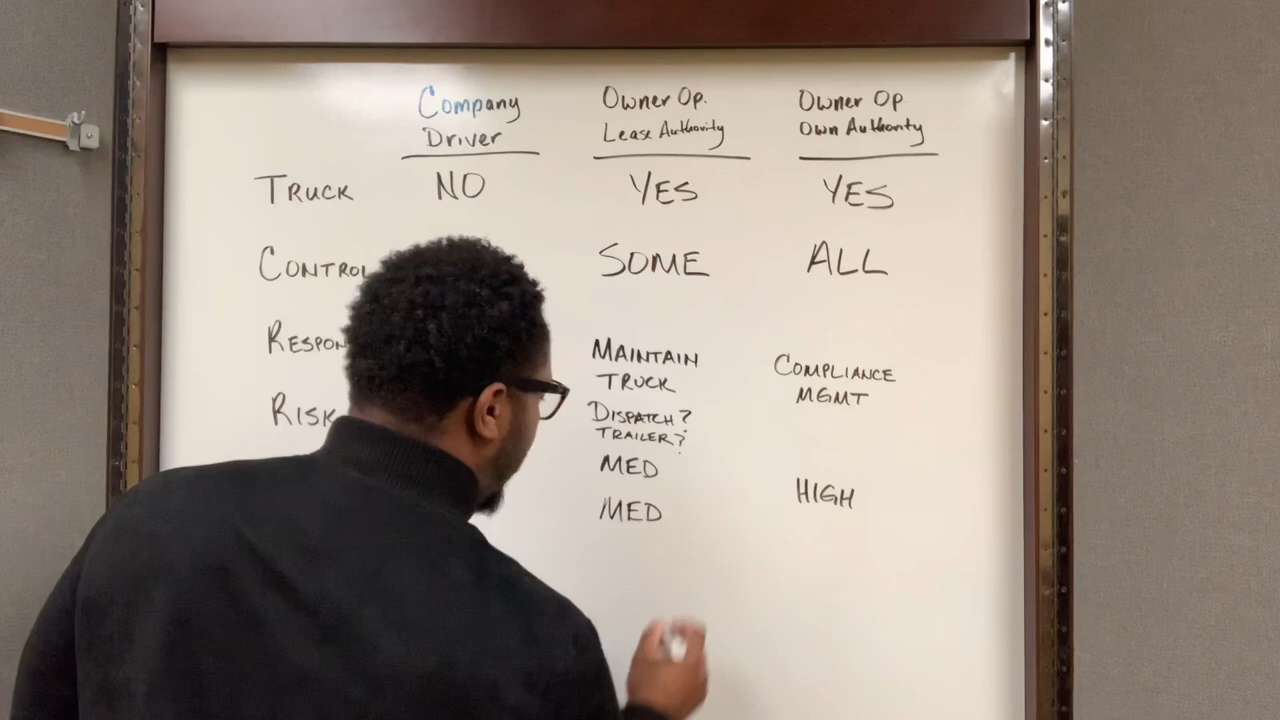 Company Driver
Owner Op. Lease Authority
Owner Op Own Authority
TRUCK NO YES YES
CONTROL SOME ALL
RESPON
MAINTAIN TRUCK
DISPATCH?
TRAILER?
COMPLIANCE MGMT
RISK
MED
MED
HIGH